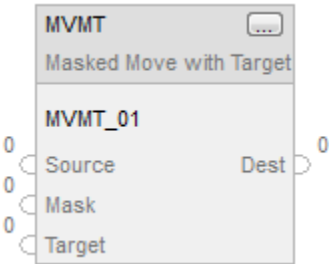 MVMT ...
Masked Move with Target
MVMT_01
0 Source Dest 0
0 Mask
0 Target